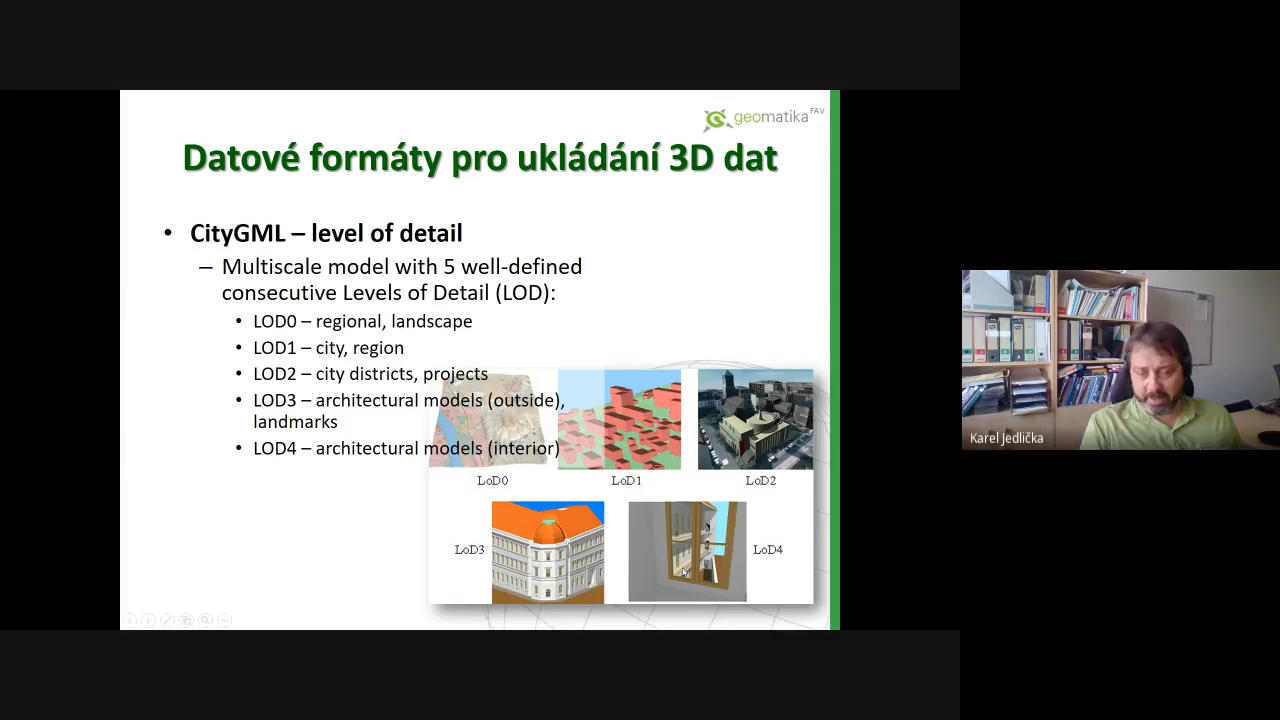 geomatika FAV
Datové formáty pro ukládání 3D dat
• CityGML – level of detail
– Multiscale model with 5 well-defined
consecutive Levels of Detail (LOD):
• LOD0 – regional, landscape
• LOD1 – city, region
• LOD2 – city districts, projects
• LOD3 – architectural models (outside),
landmarks
• LOD4 – architectural models (interior)
LoD0 LoD1 LoD2
LoD3 LoD4
Karel Jedlička